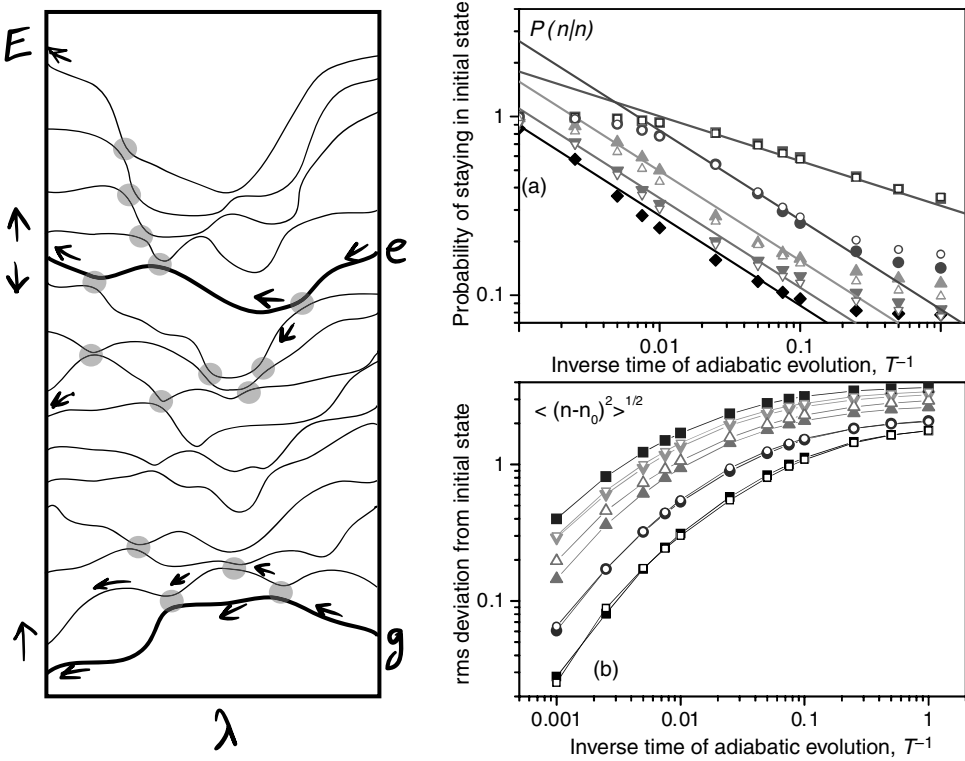 E
e
g
λ
P(n|n)
1
0.1
(a)
0.01
0.1
1
Probability of staying in initial state
Inverse time of adiabatic evolution, T⁻¹
< (n-n₀)² >^1/2
1
0.1
(b)
0.001
0.01
0.1
1
rms deviation from initial state
Inverse time of adiabatic evolution, T⁻¹